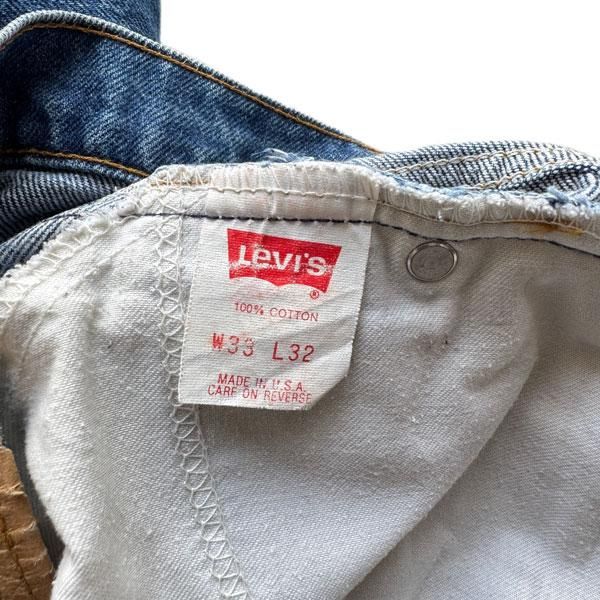 Levi's
®
100% COTTON
W33 L32
MADE IN U.S.A.
CARE ON REVERSE